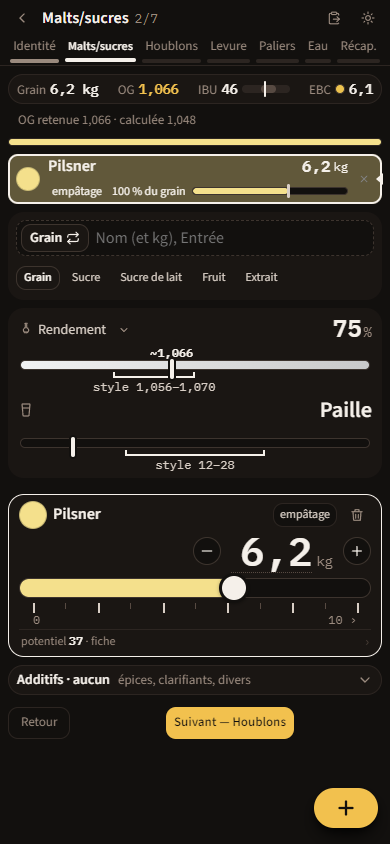 Malts/sucres 2/7
Identité Malts/sucres Houblons Levure Paliers Eau Récap.
Grain 6,2 kg OG 1,066 IBU 46 EBC 6,1
OG retenue 1,066 · calculée 1,048
Pilsner 6,2 kg
empâtage 100 % du grain ×
Grain Nom (et kg), Entrée
Grain Sucre Sucre de lait Fruit Extrait
Rendement 75 %
~1,066
style 1,056–1,070
Paille
style 12–28
Pilsner empâtage
− 6,2 kg +
0 10 ›
potentiel 37 · fiche ›
Additifs · aucun épices, clarifiants, divers
Retour Suivant — Houblons
+